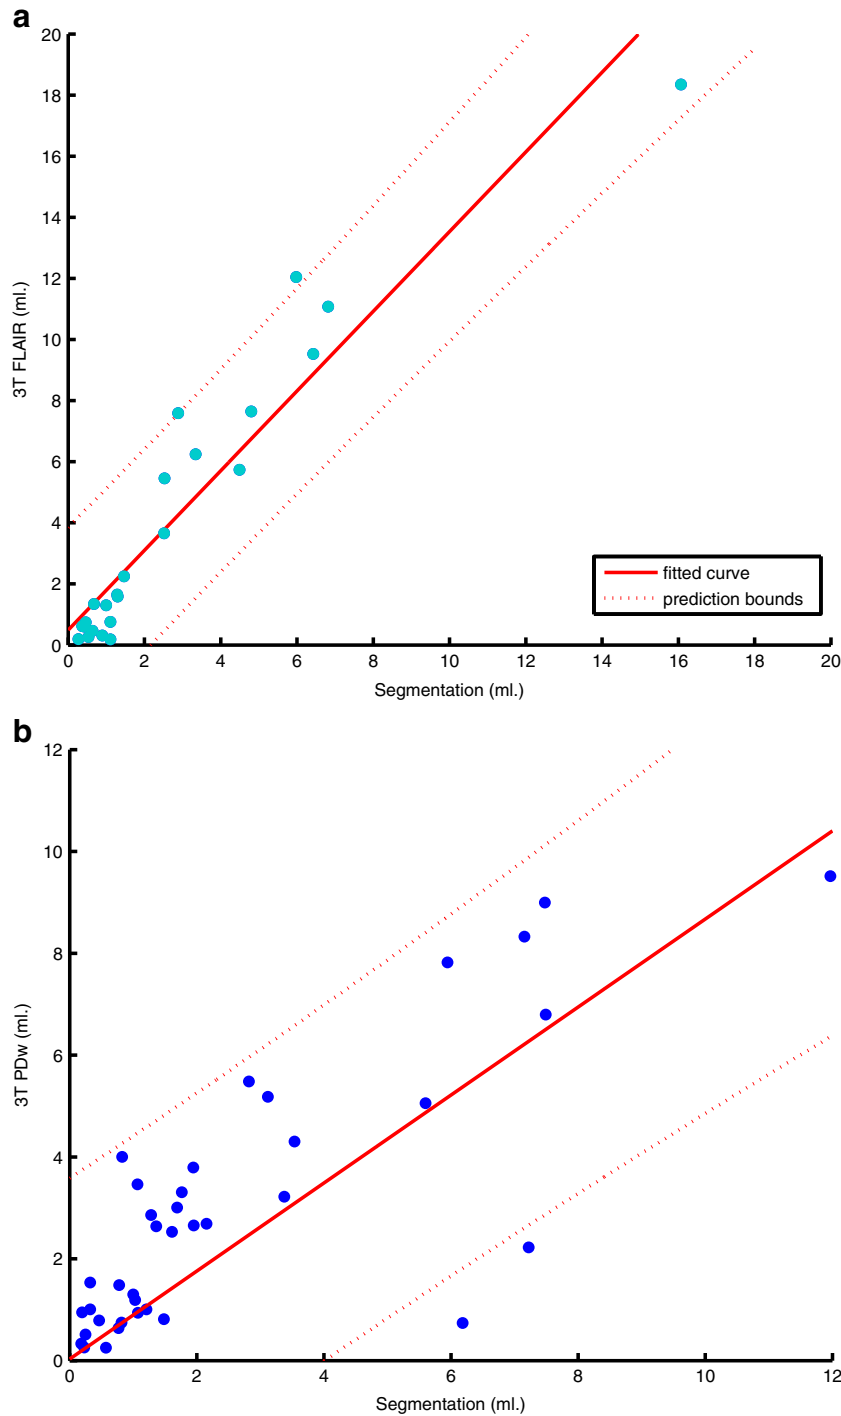 a
20
18
16
14
12
10
8
6
4
2
0
3T FLAIR (ml.)
fitted curve
prediction bounds
0 2 4 6 8 10 12 14 16 18 20
Segmentation (ml.)
b
12
10
8
6
4
2
0
3T PDw (ml.)
0 2 4 6 8 10 12
Segmentation (ml.)